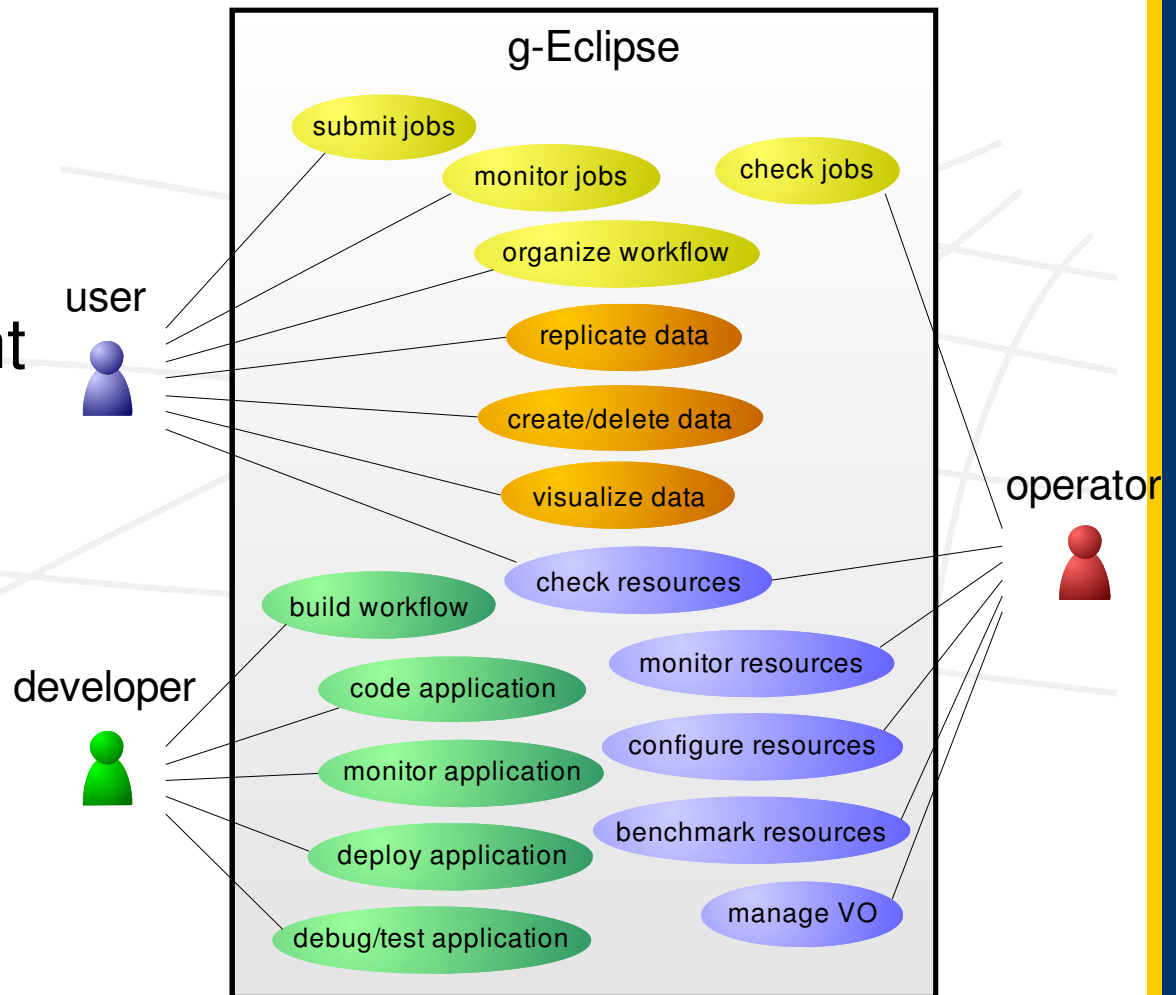 g-Eclipse
submit jobs
monitor jobs
check jobs
organize workflow
user
nt
replicate data
create/delete data
visualize data
operator
check resources
build workflow
monitor resources
developer
code application
configure resources
monitor application
benchmark resources
deploy application
manage VO
debug/test application